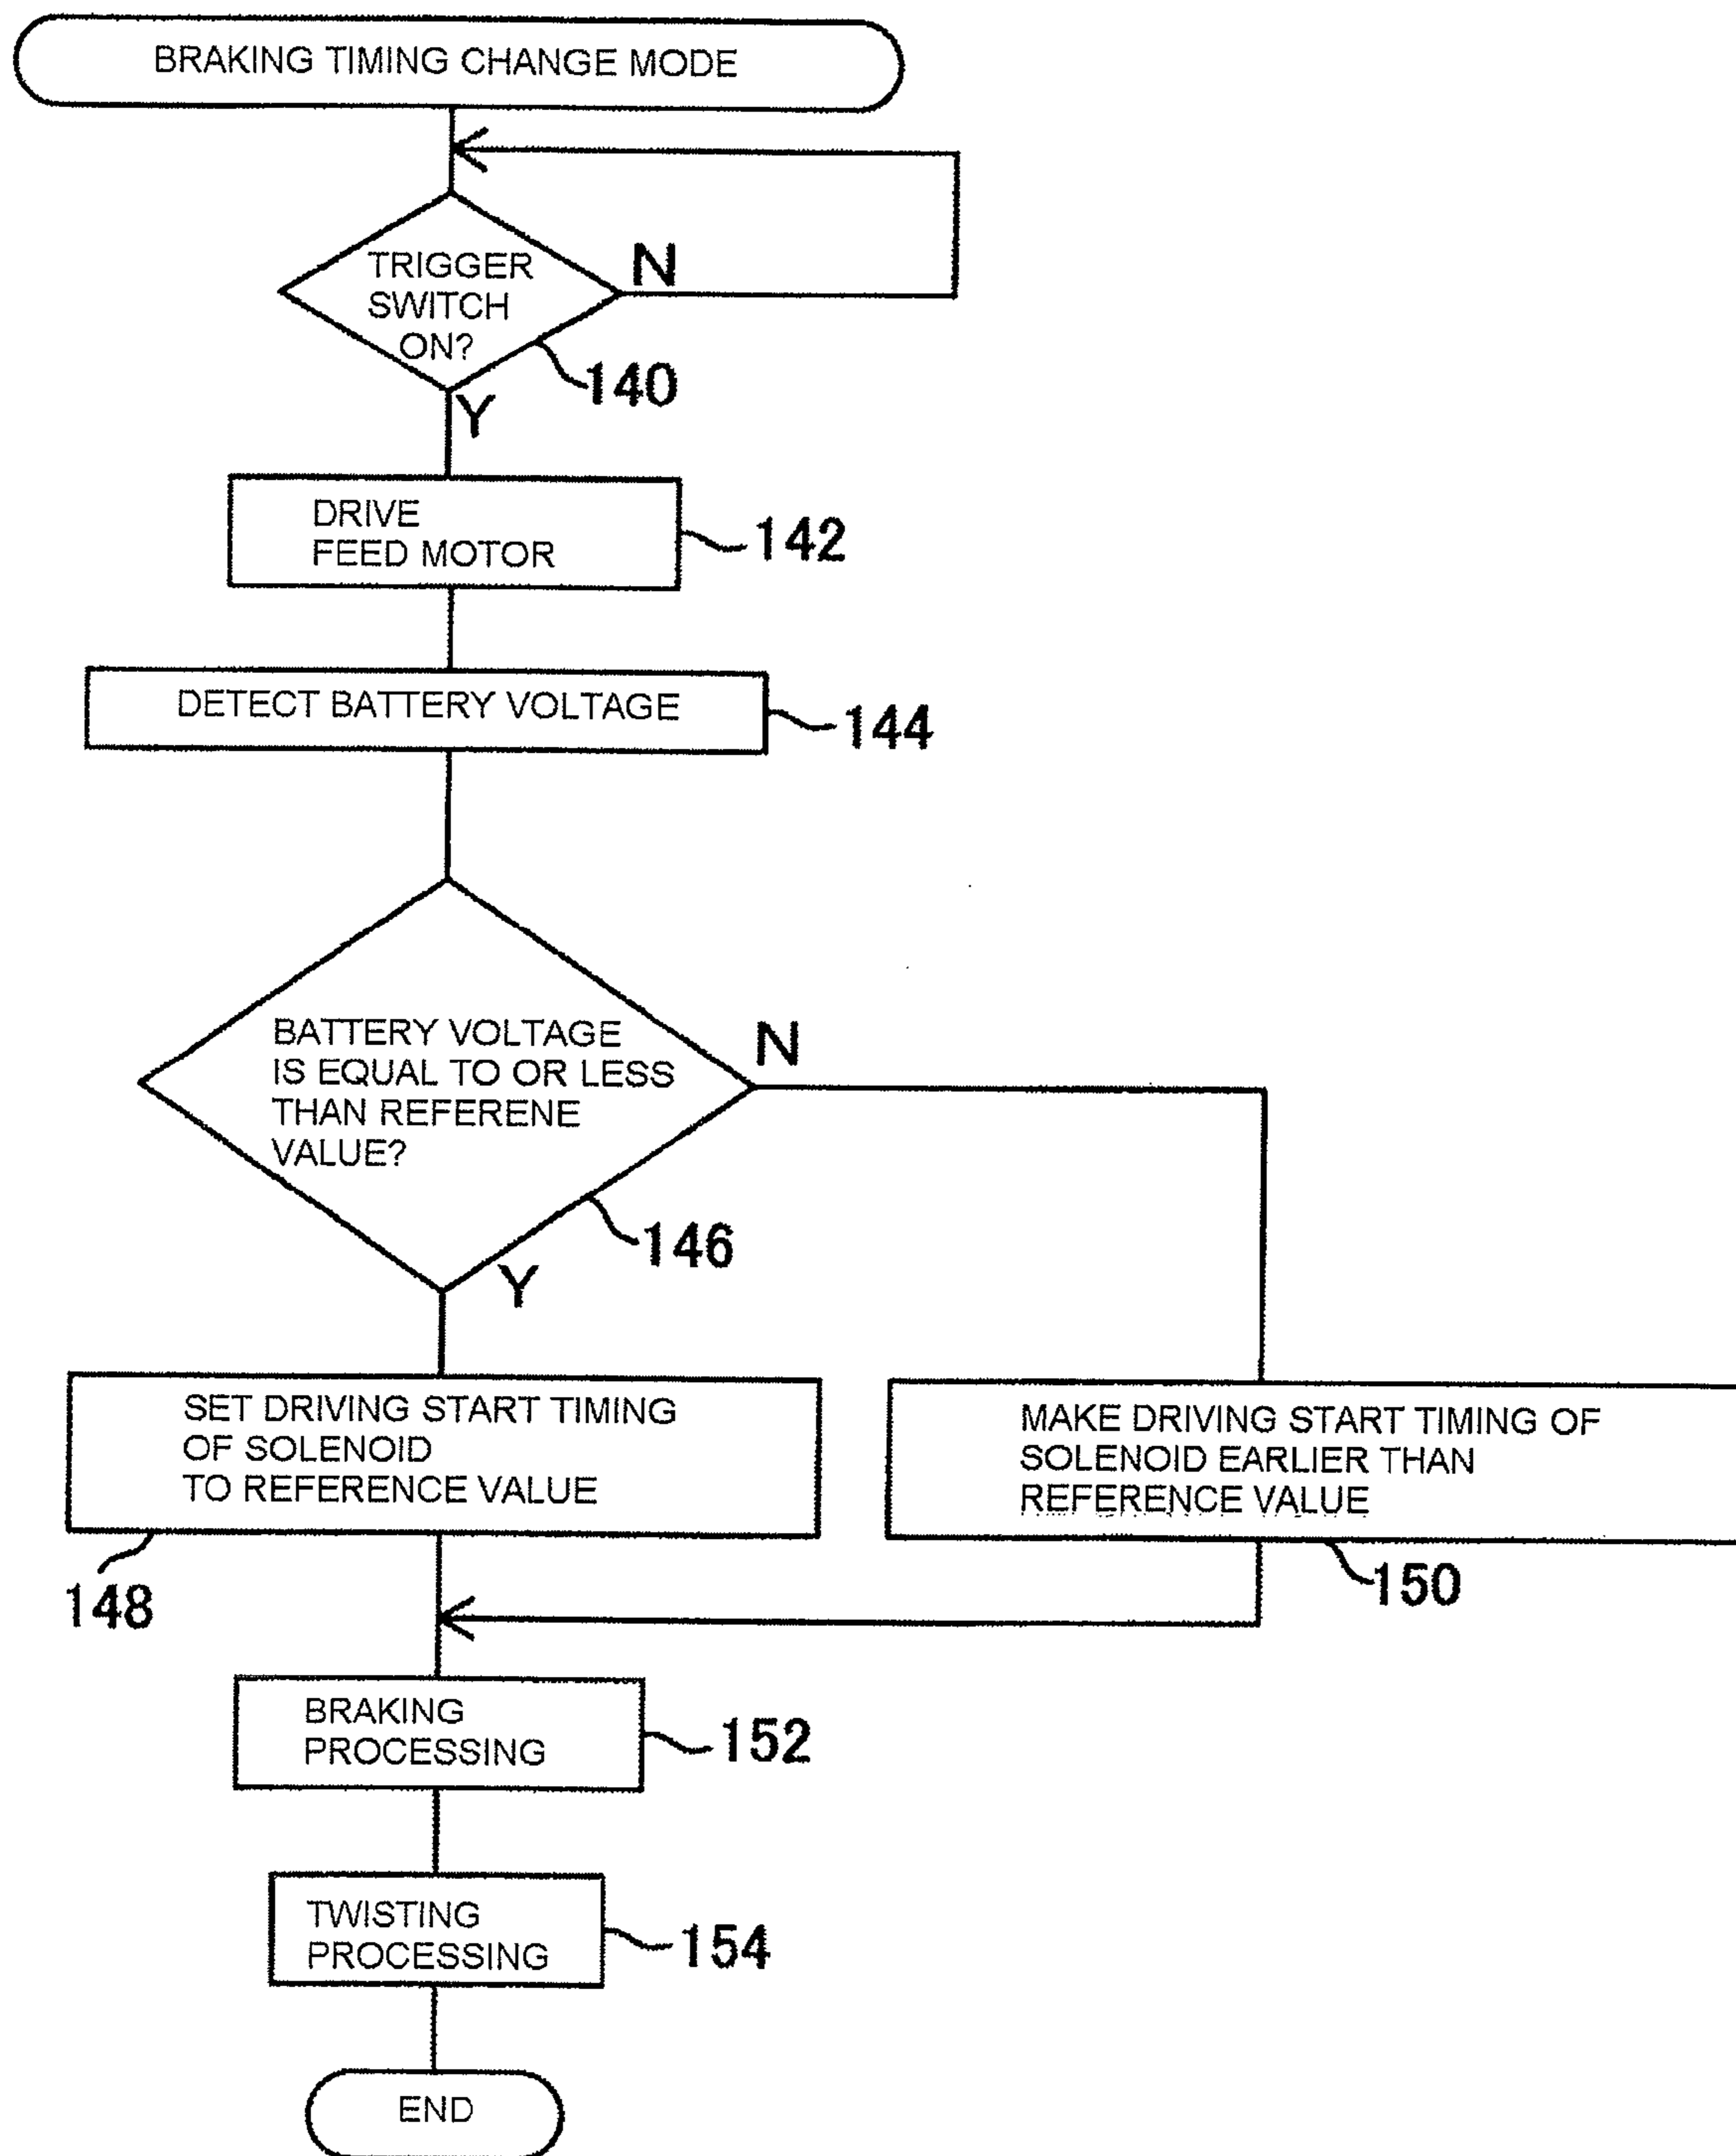 BRAKING TIMING CHANGE MODE
TRIGGER
SWITCH
ON?
N
140
Y
DRIVE
FEED MOTOR
142
DETECT BATTERY VOLTAGE
144
BATTERY VOLTAGE
IS EQUAL TO OR LESS
THAN REFERENE
VALUE?
N
146
Y
SET DRIVING START TIMING
OF SOLENOID
TO REFERENCE VALUE
148
MAKE DRIVING START TIMING OF
SOLENOID EARLIER THAN
REFERENCE VALUE
150
BRAKING
PROCESSING
152
TWISTING
PROCESSING
154
END